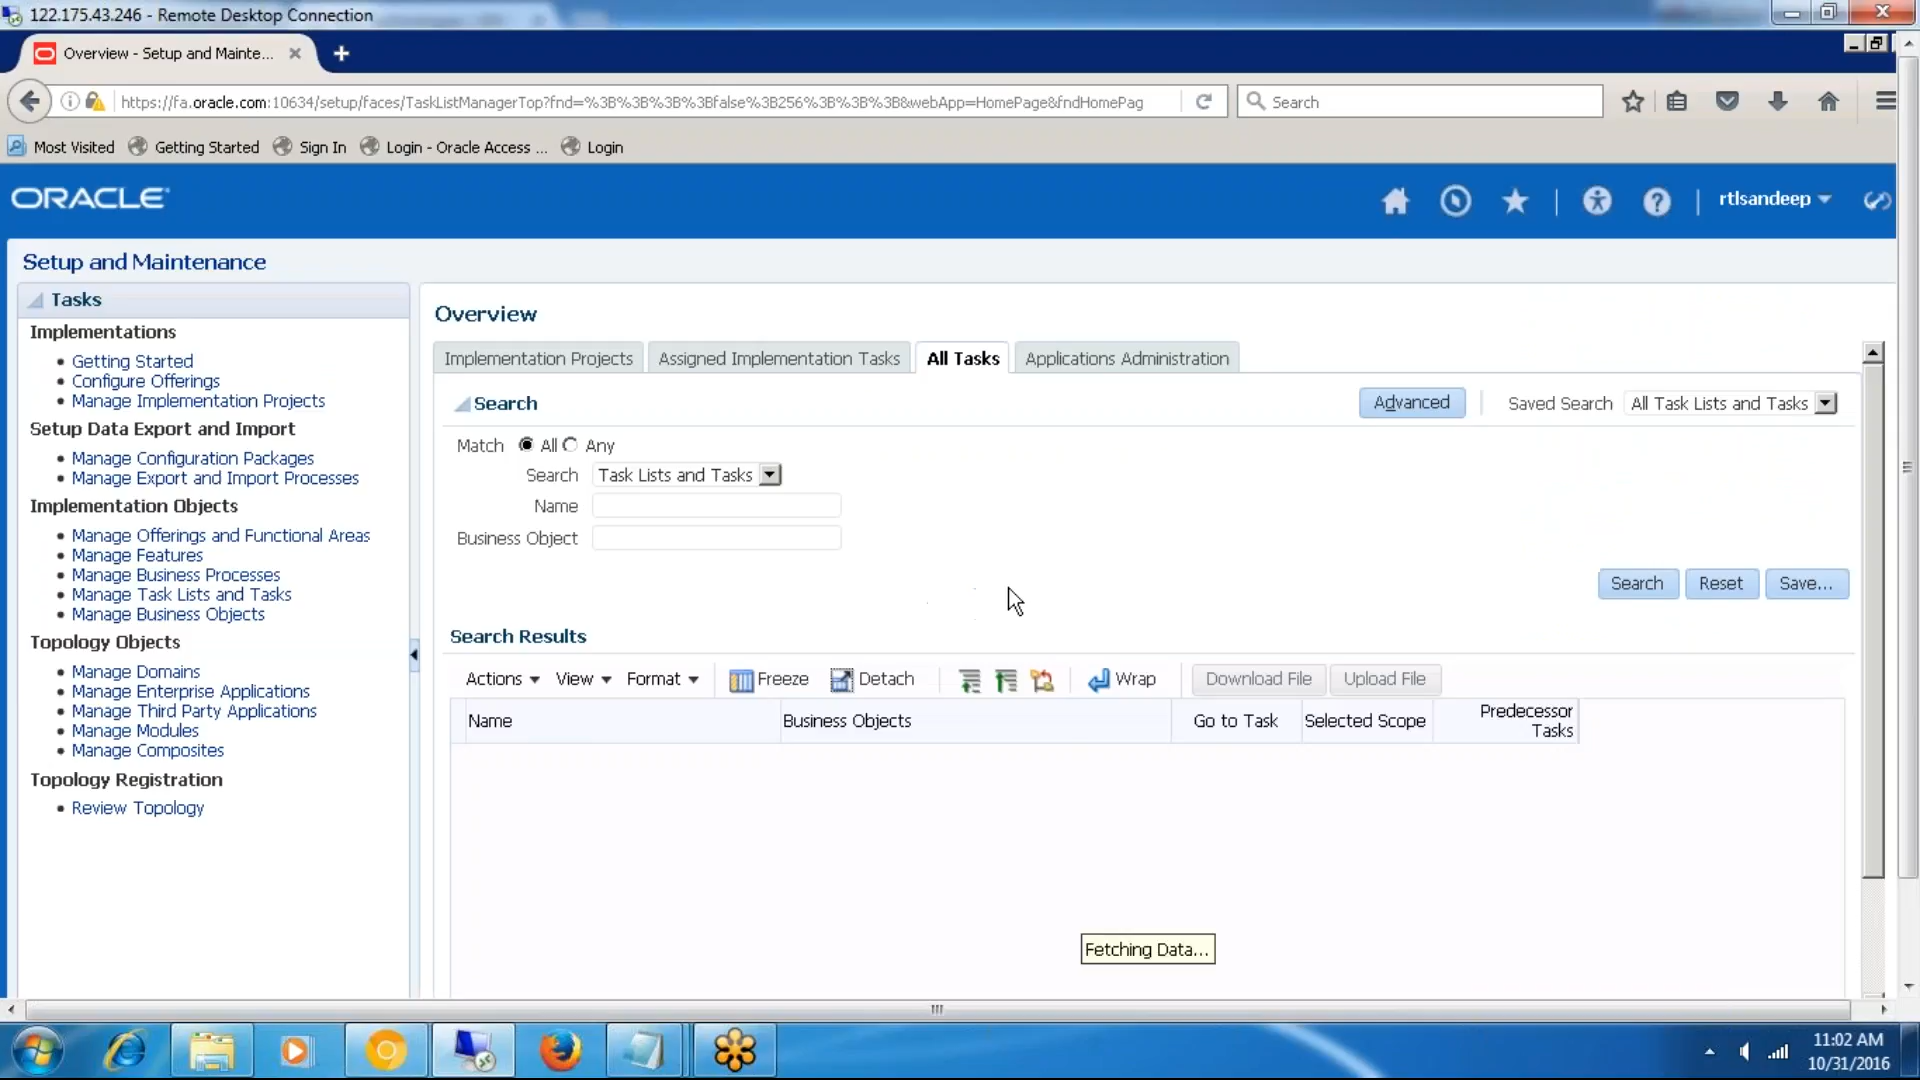 122.175.43.246 - Remote Desktop Connection
Overview - Setup and Mainte...
https://fa.oracle.com:10634/setup/faces/TaskListManagerTop?fnd=%3B%3B%3B%3Bfalse%3B256%3B%3B%3B&webApp=HomePage&fndHomePag
Search
Most Visited Getting Started Sign In Login - Oracle Access ... Login
ORACLE
rtlsandeep
Setup and Maintenance
Tasks
Implementations
Getting Started
Configure Offerings
Manage Implementation Projects
Setup Data Export and Import
Manage Configuration Packages
Manage Export and Import Processes
Implementation Objects
Manage Offerings and Functional Areas
Manage Features
Manage Business Processes
Manage Task Lists and Tasks
Manage Business Objects
Topology Objects
Manage Domains
Manage Enterprise Applications
Manage Third Party Applications
Manage Modules
Manage Composites
Topology Registration
Review Topology
Overview
Implementation Projects Assigned Implementation Tasks All Tasks Applications Administration
Search
Advanced Saved Search All Task Lists and Tasks
Match All Any
Search Task Lists and Tasks
Name
Business Object
Search Reset Save...
Search Results
Actions View Format Freeze Detach Wrap Download File Upload File
Name Business Objects Go to Task Selected Scope Predecessor Tasks
Fetching Data...
11:02 AM
10/31/2016